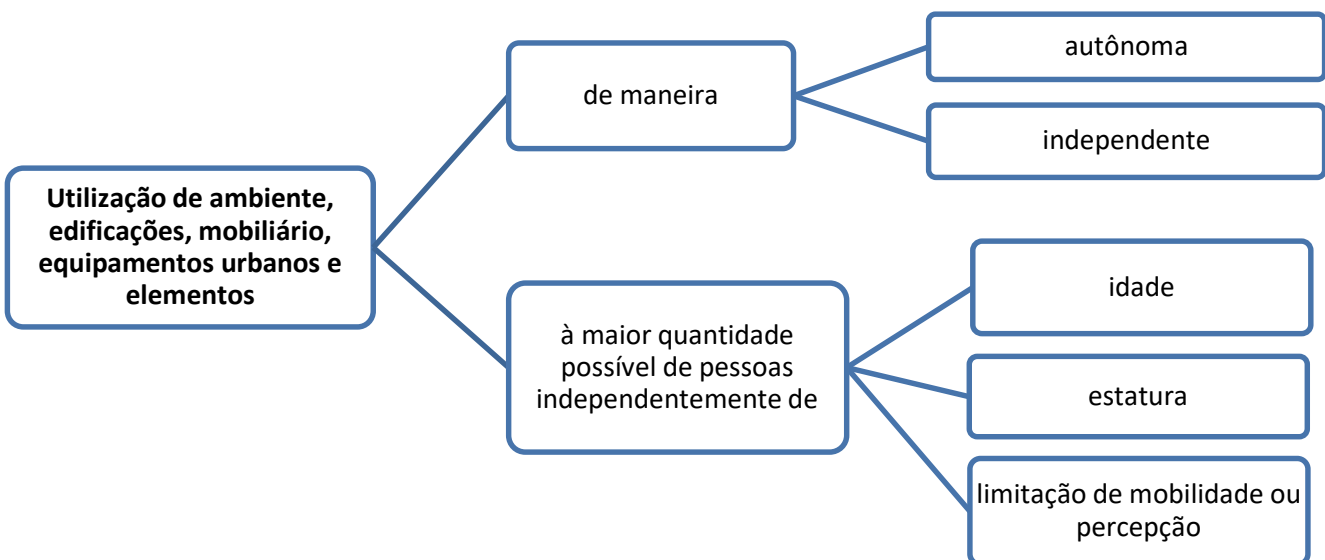 Utilização de ambiente,
edificações, mobiliário,
equipamentos urbanos e
elementos
de maneira
autônoma
independente
à maior quantidade
possível de pessoas
independentemente de
idade
estatura
limitação de mobilidade ou
percepção